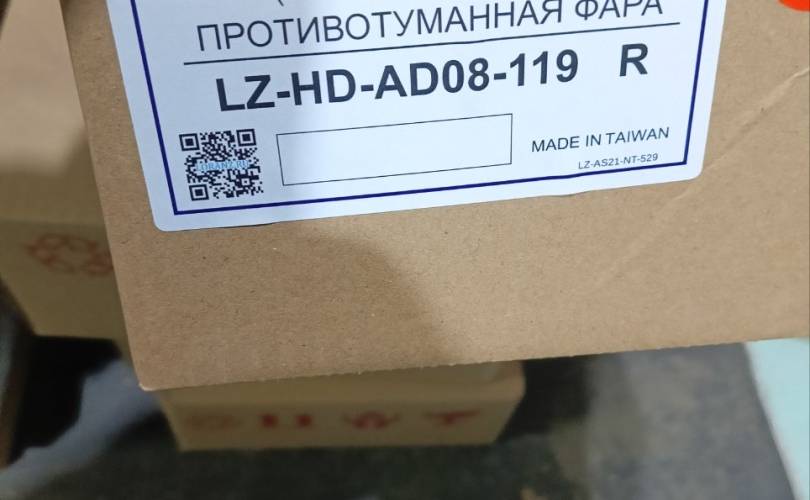 ПРОТИВОТУМАННАЯ ФАРА
LZ-HD-AD08-119 R
MADE IN TAIWAN
LZ-AS21-NT-529